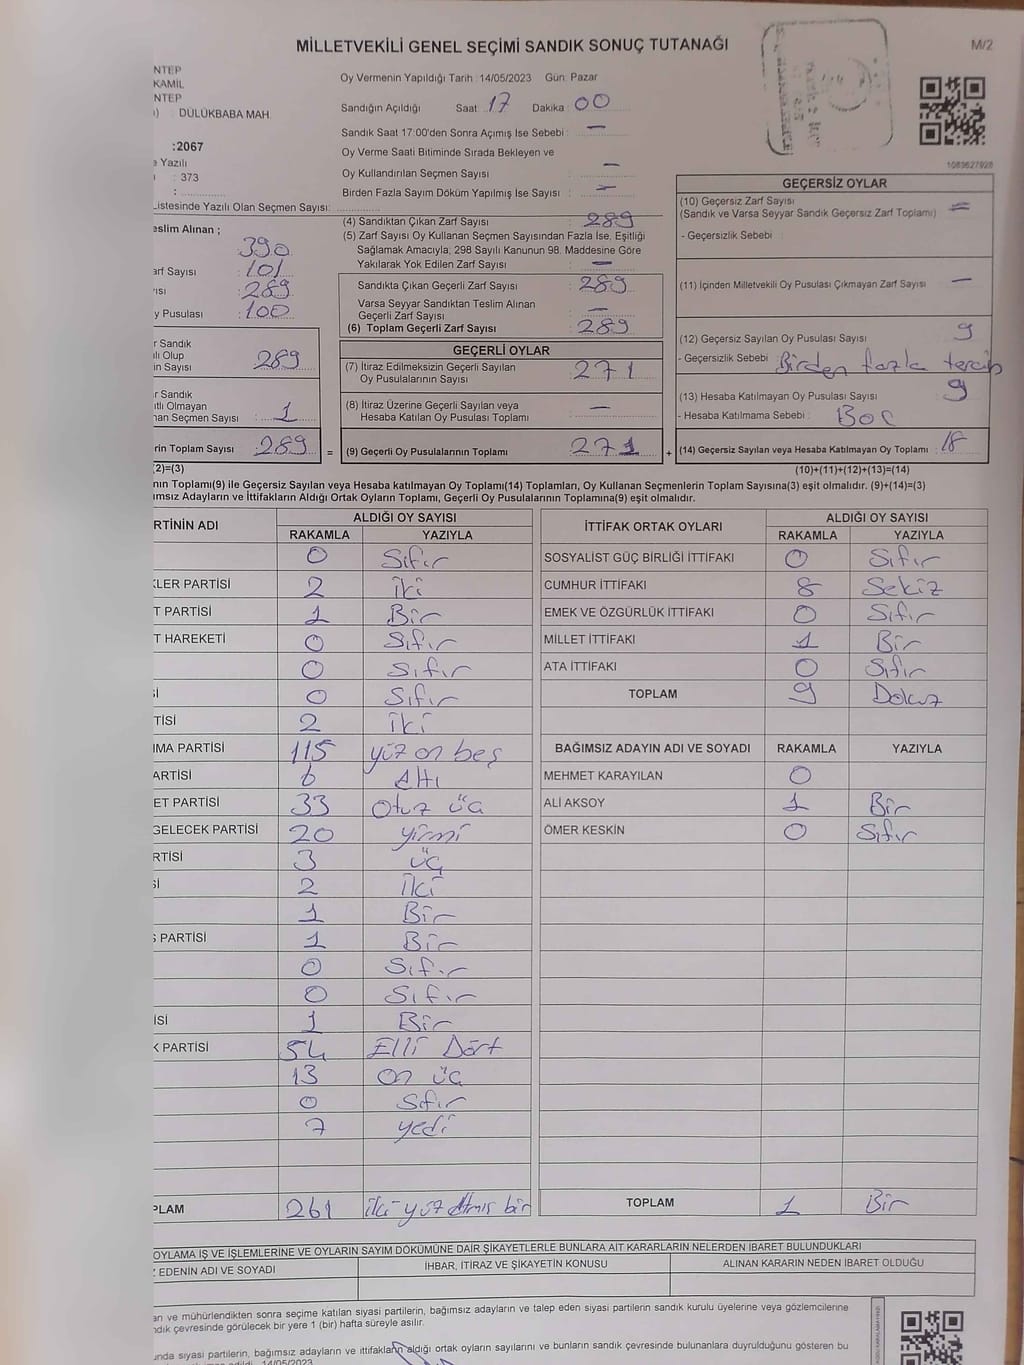 MİLLETVEKİLİ GENEL SEÇİMİ SANDIK SONUÇ TUTANAĞI
M/2
NTEP
KAMİL
NTEP
DÜLÜKBABA MAH.
:2067
e Yazılı
: 373
Listesinde Yazılı Olan Seçmen Sayısı:
eslim Alınan ;
390
arf Sayısı : 101
ısı : 289
y Pusulası : 100
r Sandık
lı Olup
ın Sayısı : 289
r Sandık
tlı Olmayan
nan Seçmen Sayısı : 1
rin Toplam Sayısı 289 =
(2)=(3)
Oy Vermenin Yapıldığı Tarih :14/05/2023 Gün: Pazar
Sandığın Açıldığı Saat: 17 Dakika: 00
Sandık Saat 17:00'den Sonra Açımış İse Sebebi : —
Oy Verme Saati Bitiminde Sırada Bekleyen ve
Oy Kullandırılan Seçmen Sayısı : —
Birden Fazla Sayım Döküm Yapılmış İse Sayısı : —
(4) Sandıktan Çıkan Zarf Sayısı : 289
(5) Zarf Sayısı Oy Kullanan Seçmen Sayısından Fazla İse, Eşitliği
Sağlamak Amacıyla, 298 Sayılı Kanunun 98. Maddesine Göre
Yakılarak Yok Edilen Zarf Sayısı : —
Sandıkta Çıkan Geçerli Zarf Sayısı : 289
Varsa Seyyar Sandıktan Teslim Alınan
Geçerli Zarf Sayısı : —
(6) Toplam Geçerli Zarf Sayısı : 289
GEÇERLİ OYLAR
(7) İtiraz Edilmeksizin Geçerli Sayılan
Oy Pusulalarının Sayısı : 271
(8) İtiraz Üzerine Geçerli Sayılan veya
Hesaba Katılan Oy Pusulası Toplamı : —
(9) Geçerli Oy Pusulalarının Toplamı : 271 +
1089627928
GEÇERSİZ OYLAR
(10) Geçersiz Zarf Sayısı
(Sandık ve Varsa Seyyar Sandık Geçersiz Zarf Toplamı) : —
- Geçersizlik Sebebi :
(11) İçinden Milletvekili Oy Pusulası Çıkmayan Zarf Sayısı : —
(12) Geçersiz Sayılan Oy Pusulası Sayısı : 9
- Geçersizlik Sebebi : Birden fazla tercih
(13) Hesaba Katılmayan Oy Pusulası Sayısı : 9
- Hesaba Katılmama Sebebi :
(14) Geçersiz Sayılan veya Hesaba Katılmayan Oy Toplamı : 18
(10)+(11)+(12)+(13)=(14)
nın Toplamı(9) ile Geçersiz Sayılan veya Hesaba katılmayan Oy Toplamı(14) Toplamları, Oy Kullanan Seçmenlerin Toplam Sayısına(3) eşit olmalıdır. (9)+(14)=(3)
ımsız Adayların ve İttifakların Aldığı Ortak Oyların Toplamı, Geçerli Oy Pusulalarının Toplamına(9) eşit olmalıdır.
RTİNİN ADI ALDIĞI OY SAYISI
RAKAMLA YAZIYLA
0 Sıfır
KLER PARTİSİ 2 İki
T PARTİSİ 1 Bir
T HAREKETİ 0 Sıfır
0 Sıfır
Sİ 0 Sıfır
TİSİ 2 İki
MA PARTİSİ 115 yüz on beş
ARTİSİ 6 Altı
ET PARTİSİ 33 Otuz üç
GELECEK PARTİSİ 20 yirmi
RTİSİ 3 üç
Sİ 2 İki
1 Bir
Ş PARTİSİ 1 Bir
0 Sıfır
0 Sıfır
İSİ 1 Bir
K PARTİSİ 54 Elli Dört
13 on üç
0 Sıfır
7 yedi
PLAM 261 iki yüz altmış bir
İTTİFAK ORTAK OYLARI ALDIĞI OY SAYISI
RAKAMLA YAZIYLA
SOSYALİST GÜÇ BİRLİĞİ İTTİFAKI 0 Sıfır
CUMHUR İTTİFAKI 8 Sekiz
EMEK VE ÖZGÜRLÜK İTTİFAKI 0 Sıfır
MİLLET İTTİFAKI 1 Bir
ATA İTTİFAKI 0 Sıfır
TOPLAM 9 Dokuz
BAĞIMSIZ ADAYIN ADI VE SOYADI RAKAMLA YAZIYLA
MEHMET KARAYILAN 0
ALİ AKSOY 1 Bir
ÖMER KESKİN 0 Sıfır
TOPLAM 1 Bir
OYLAMA İŞ VE İŞLEMLERİNE VE OYLARIN SAYIM DÖKÜMÜNE DAİR ŞİKAYETLERLE BUNLARA AİT KARARLARIN NELERDEN İBARET BULUNDUKLARI
EDENİN ADI VE SOYADI İHBAR, İTİRAZ VE ŞİKAYETİN KONUSU ALINAN KARARIN NEDEN İBARET OLDUĞU
an ve mühürlendikten sonra seçime katılan siyasi partilerin, bağımsız adayların ve talep eden siyasi partilerin sandık kurulu üyelerine veya gözlemcilerine
ndık çevresinde görülecek bir yere 1 (bir) hafta süreyle asılır.
unda siyasi partilerin, bağımsız adayların ve ittifakların aldığı ortak oyların sayılarını ve bunların sandık çevresinde bulunanlara duyrulduğunu gösteren bu
14/05/2023